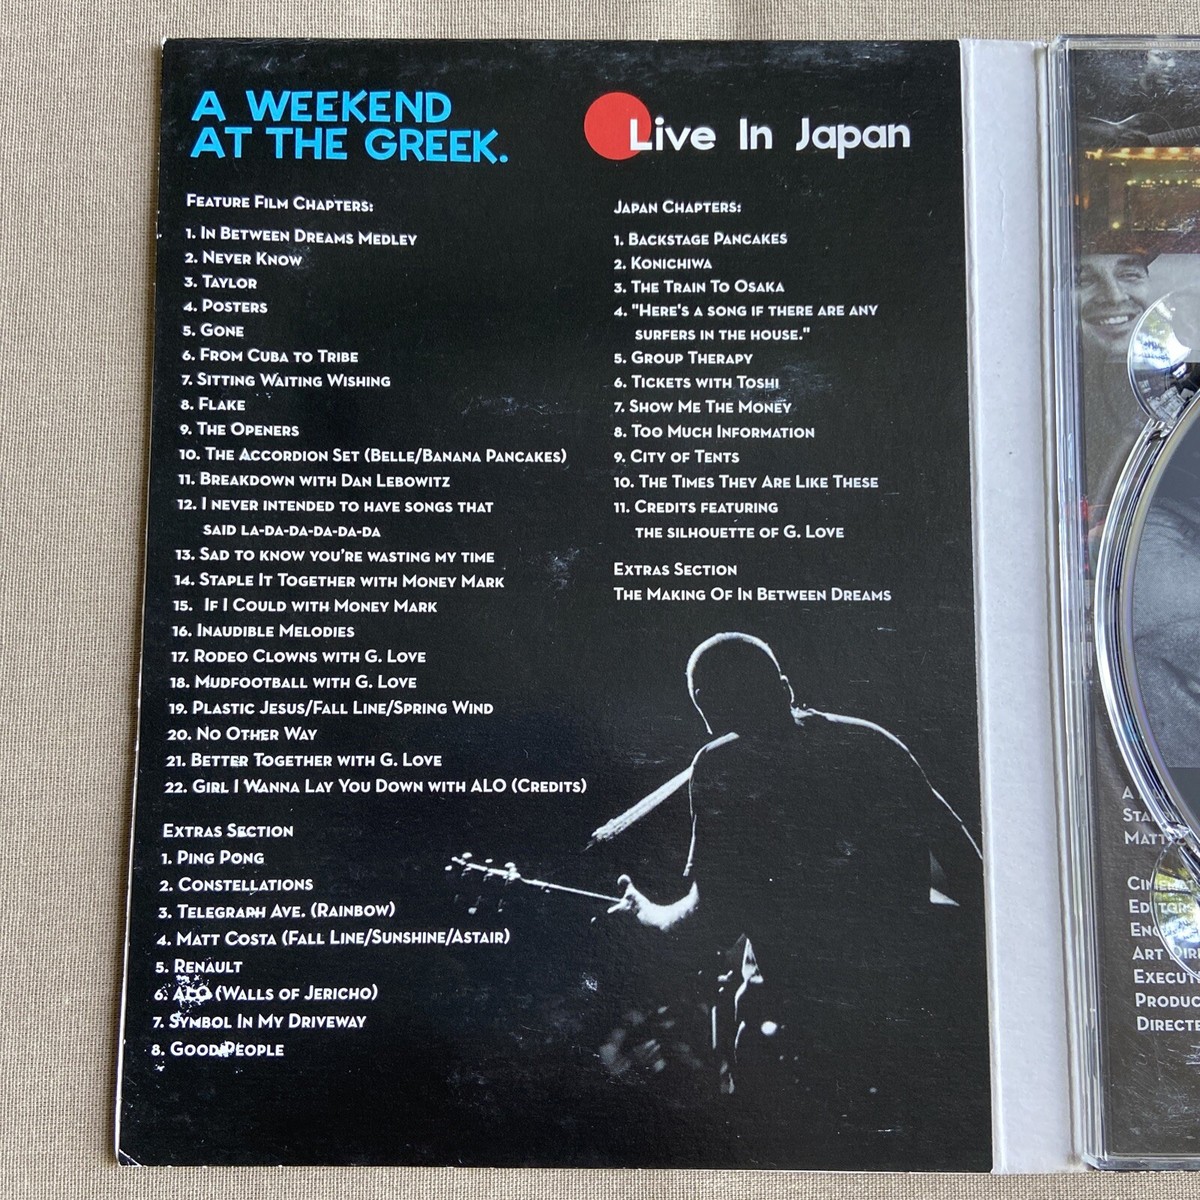 A WEEKEND
AT THE GREEK.
FEATURE FILM CHAPTERS:
1. IN BETWEEN DREAMS MEDLEY
2. NEVER KNOW
3. TAYLOR
4. POSTERS
5. GONE
6. FROM CUBA TO TRIBE
7. SITTING WAITING WISHING
8. FLAKE
9. THE OPENERS
10. THE ACCORDION SET (BELLE/BANANA PANCAKES)
11. BREAKDOWN WITH DAN LEBOWITZ
12. I NEVER INTENDED TO HAVE SONGS THAT
SAID LA-DA-DA-DA-DA-DA
13. SAD TO KNOW YOU'RE WASTING MY TIME
14. STAPLE IT TOGETHER WITH MONEY MARK
15. IF I COULD WITH MONEY MARK
16. INAUDIBLE MELODIES
17. RODEO CLOWNS WITH G. LOVE
18. MUDFOOTBALL WITH G. LOVE
19. PLASTIC JESUS/FALL LINE/SPRING WIND
20. NO OTHER WAY
21. BETTER TOGETHER WITH G. LOVE
22. GIRL I WANNA LAY YOU DOWN WITH ALO (CREDITS)
EXTRAS SECTION
1. PING PONG
2. CONSTELLATIONS
3. TELEGRAPH AVE. (RAINBOW)
4. MATT COSTA (FALL LINE/SUNSHINE/ASTAIR)
5. RENAULT
6. ALO (WALLS OF JERICHO)
7. SYMBOL IN MY DRIVEWAY
8. GOOD PEOPLE
Live In Japan
JAPAN CHAPTERS:
1. BACKSTAGE PANCAKES
2. KONICHIWA
3. THE TRAIN TO OSAKA
4. "HERE'S A SONG IF THERE ARE ANY
SURFERS IN THE HOUSE."
5. GROUP THERAPY
6. TICKETS WITH TOSHI
7. SHOW ME THE MONEY
8. TOO MUCH INFORMATION
9. CITY OF TENTS
10. THE TIMES THEY ARE LIKE THESE
11. CREDITS FEATURING
THE SILHOUETTE OF G. LOVE
EXTRAS SECTION
THE MAKING OF IN BETWEEN DREAMS
A
EDITORS
ART